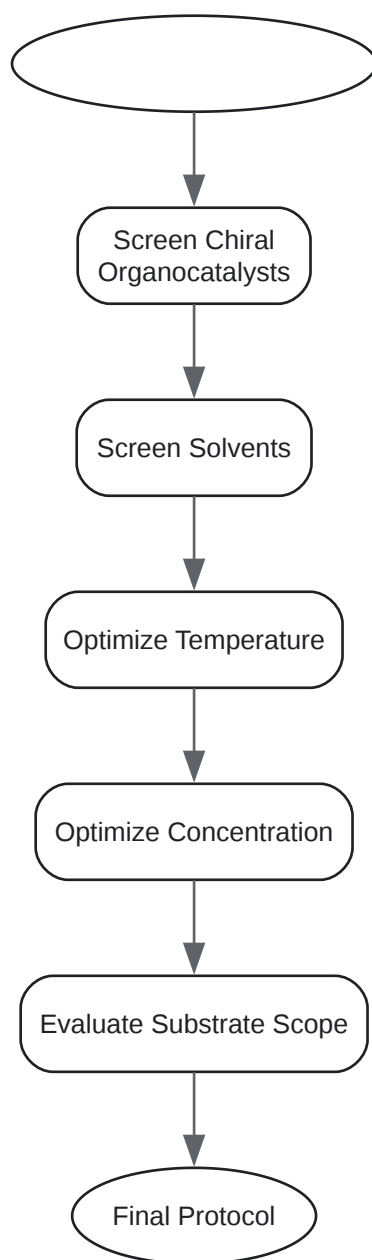 Screen Chiral
Organocatalysts
Screen Solvents
Optimize Temperature
Optimize Concentration
Evaluate Substrate Scope
Final Protocol